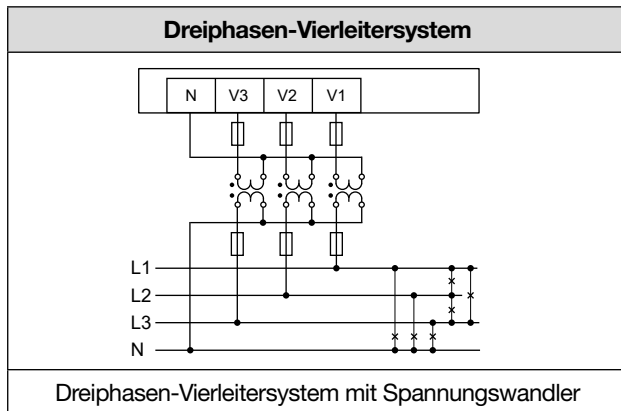 Dreiphasen-Vierleitersystem
N V3 V2 V1
L1
L2
L3
N
Dreiphasen-Vierleitersystem mit Spannungswandler